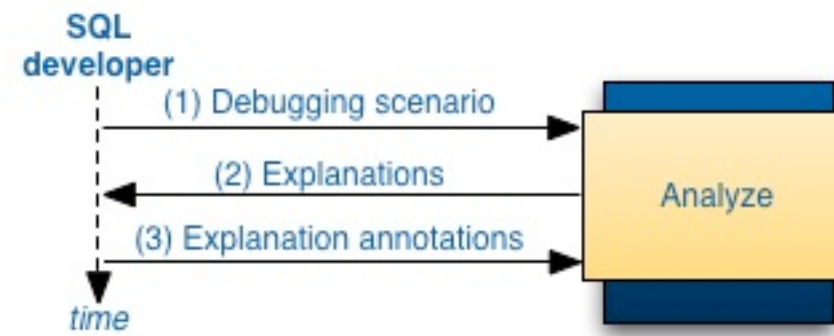 SQL
developer
(1) Debugging scenario
(2) Explanations
Analyze
(3) Explanation annotations
time